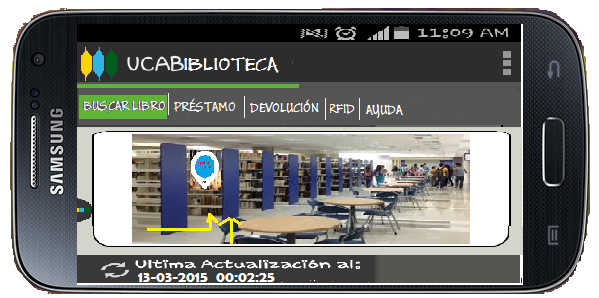 11:09 AM
UCABIBLIOTECA
BUSCAR LIBRO PRÉSTAMO DEVOLUCIÓN RFID AYUDA
SAMSUNG
Ultima Actualización al:
13-03-2015 00:02:25